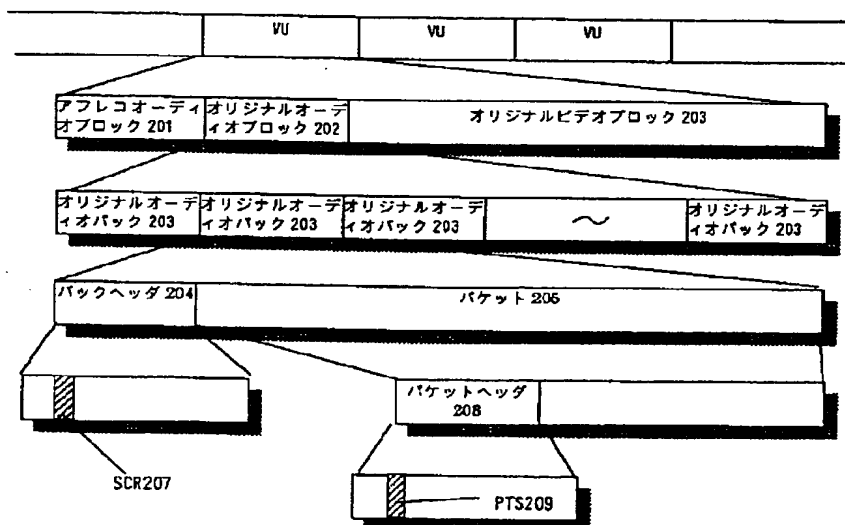 VU
VU
VU
アフレコオーディ
オブロック 201
オリジナルオーデ
ィオブロック 202
オリジナルビデオブロック 203
オリジナルオーデ
ィオパック 203
オリジナルオーデ
ィオパック 203
オリジナルオーデ
ィオパック 203
～
オリジナルオーデ
ィオパック 203
パックヘッダ 204
パケット 205
パケットヘッダ
208
SCR207
PTS209